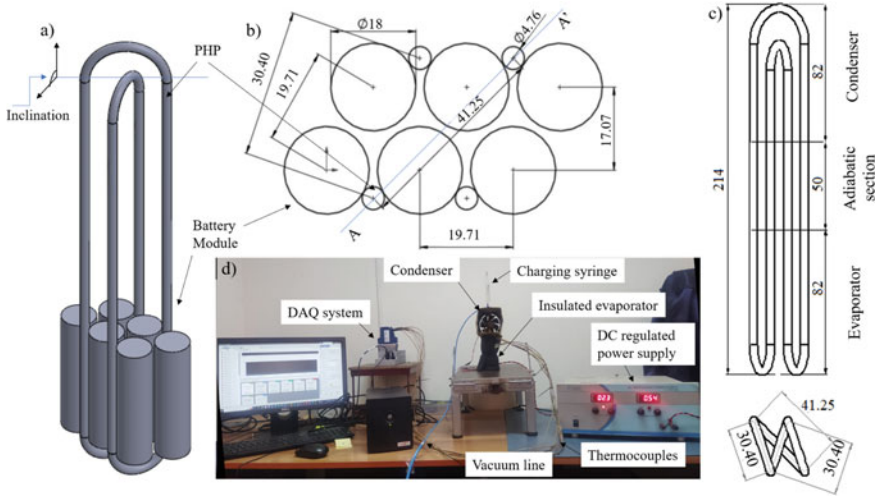 a)
PHP
Inclination
Battery
Module
b)
Ø18
A'
Ø4.76
30.40
19.71
41.25
17.07
A
19.71
c)
214
82
Condenser
50
Adiabatic
section
82
Evaporator
41.25
30.40
30.40
d)
Condenser
Charging syringe
DAQ system
Insulated evaporator
DC regulated
power supply
023
054
Vacuum line
Thermocouples